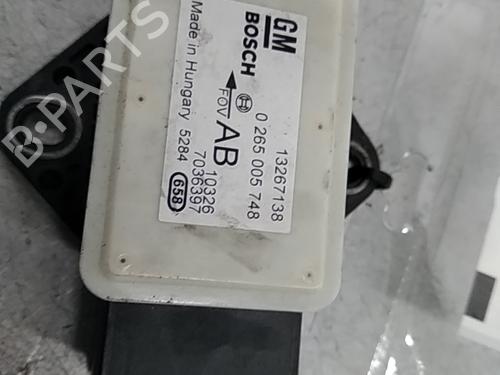 GM
BOSCH
13267138
0 265 005 748
FOV AB
10326
7036397
Made in Hungary 5284
658
B-PARTS